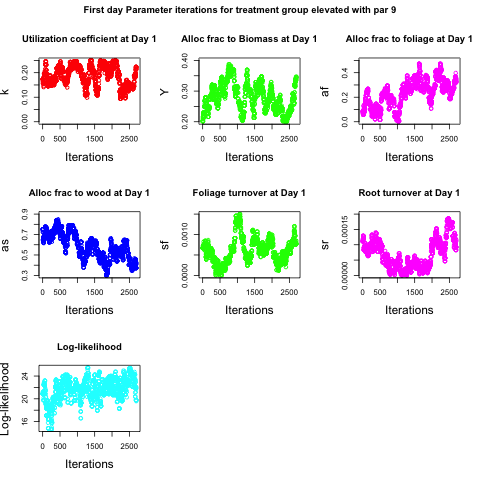 First day Parameter iterations for treatment group elevated with par 9
Utilization coefficient at Day 1
Alloc frac to Biomass at Day 1
Alloc frac to foliage at Day 1
k
0.00 0.10 0.20
0 500 1500 2500
Iterations
Y
0.20 0.30 0.40
0 500 1500 2500
Iterations
af
0.0 0.2 0.4
0 500 1500 2500
Iterations
Alloc frac to wood at Day 1
Foliage turnover at Day 1
Root turnover at Day 1
as
0.3 0.5 0.7 0.9
0 500 1500 2500
Iterations
sf
0.0000 0.0010
0 500 1500 2500
Iterations
sr
0.00000 0.00015
0 500 1500 2500
Iterations
Log-likelihood
Log-likelihood
16 20 24
0 500 1500 2500
Iterations